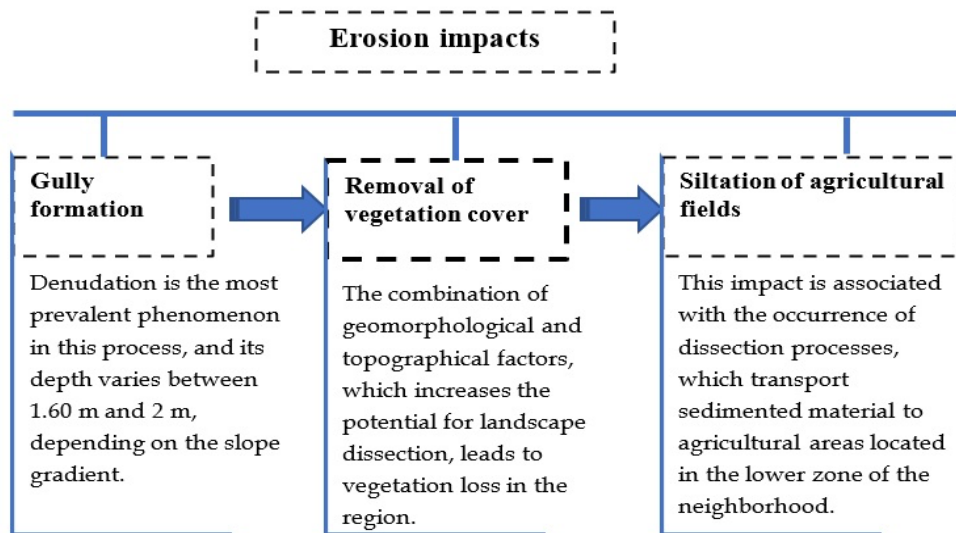 Erosion impacts
Gully
formation
Denudation is the most
prevalent phenomenon
in this process, and its
depth varies between
1.60 m and 2 m,
depending on the slope
gradient.
Removal of
vegetation cover
The combination of
geomorphological and
topographical factors,
which increases the
potential for landscape
dissection, leads to
vegetation loss in the
region.
Siltation of agricultural
fields
This impact is associated
with the occurrence of
dissection processes,
which transport
sedimented material to
agricultural areas located
in the lower zone of the
neighborhood.